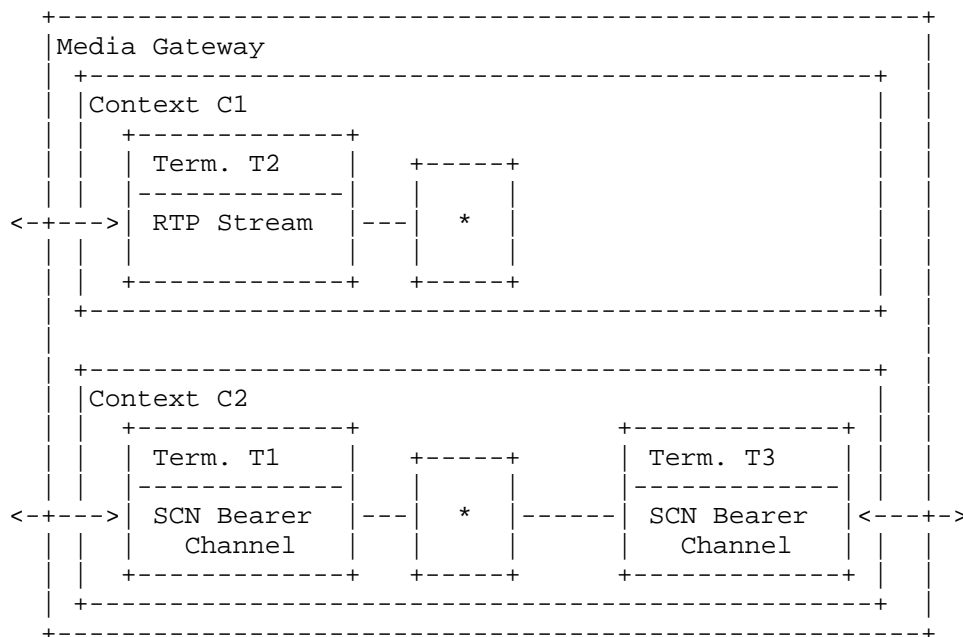 Media Gateway
Context C1
Term. T2
RTP Stream
*
Context C2
Term. T1
Term. T3
SCN Bearer * SCN Bearer
Channel Channel